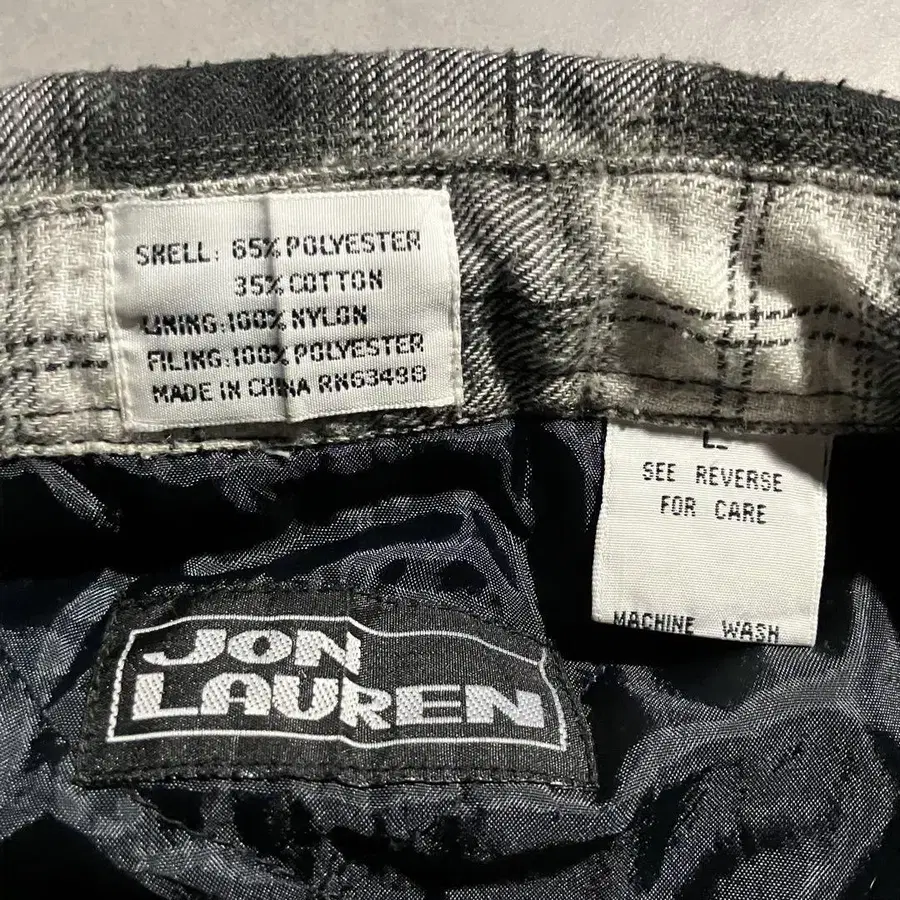 SHELL: 65% POLYESTER
35% COTTON
LINING: 100% NYLON
FILING: 100% POLYESTER
MADE IN CHINA RN63488
L
SEE REVERSE
FOR CARE
MACHINE WASH
JON
LAUREN